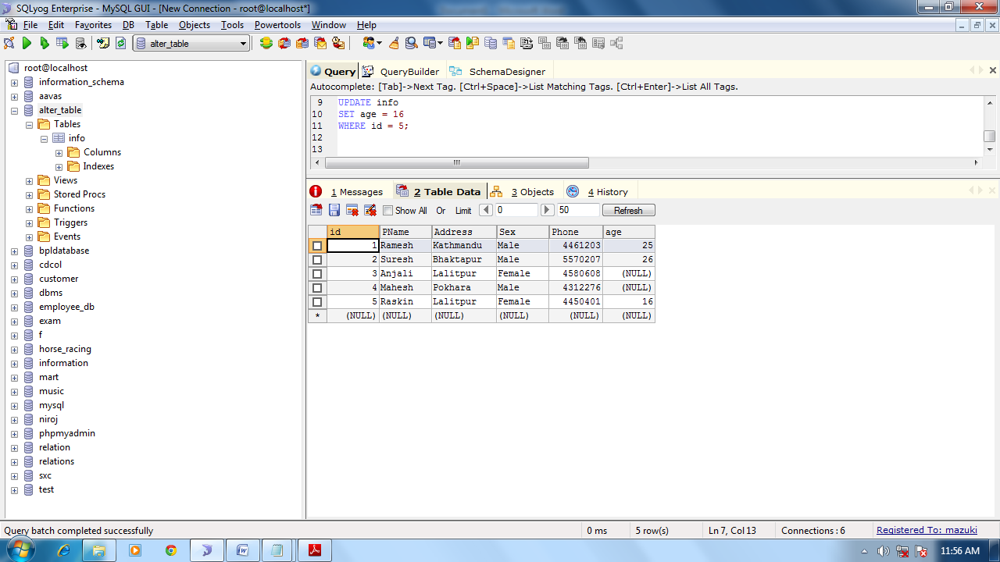 SQLyog Enterprise - MySQL GUI - [New Connection - root@localhost*]
File Edit Favorites DB Table Objects Tools Powertools Window Help
alter_table
root@localhost
information_schema
aavas
alter_table
Tables
info
Columns
Indexes
Views
Stored Procs
Functions
Triggers
Events
bpldatabase
cdcol
customer
dbms
employee_db
exam
f
horse_racing
information
mart
music
mysql
niroj
phpmyadmin
relation
relations
sxc
test
Query QueryBuilder SchemaDesigner
Autocomplete: [Tab]->Next Tag. [Ctrl+Space]->List Matching Tags. [Ctrl+Enter]->List All Tags.
9 UPDATE info
10 SET age = 16
11 WHERE id = 5;
12
13
1 Messages 2 Table Data 3 Objects 4 History
Show All Or Limit 0 50 Refresh
id PName Address Sex Phone age
1 Ramesh Kathmandu Male 4461203 25
2 Suresh Bhaktapur Male 5570207 26
3 Anjali Lalitpur Female 4580608 (NULL)
4 Mahesh Pokhara Male 4312276 (NULL)
5 Raskin Lalitpur Female 4450401 16
* (NULL) (NULL) (NULL) (NULL) (NULL) (NULL)
Query batch completed successfully 0 ms 5 row(s) Ln 7, Col 13 Connections : 6 Registered To: mazuki
11:56 AM